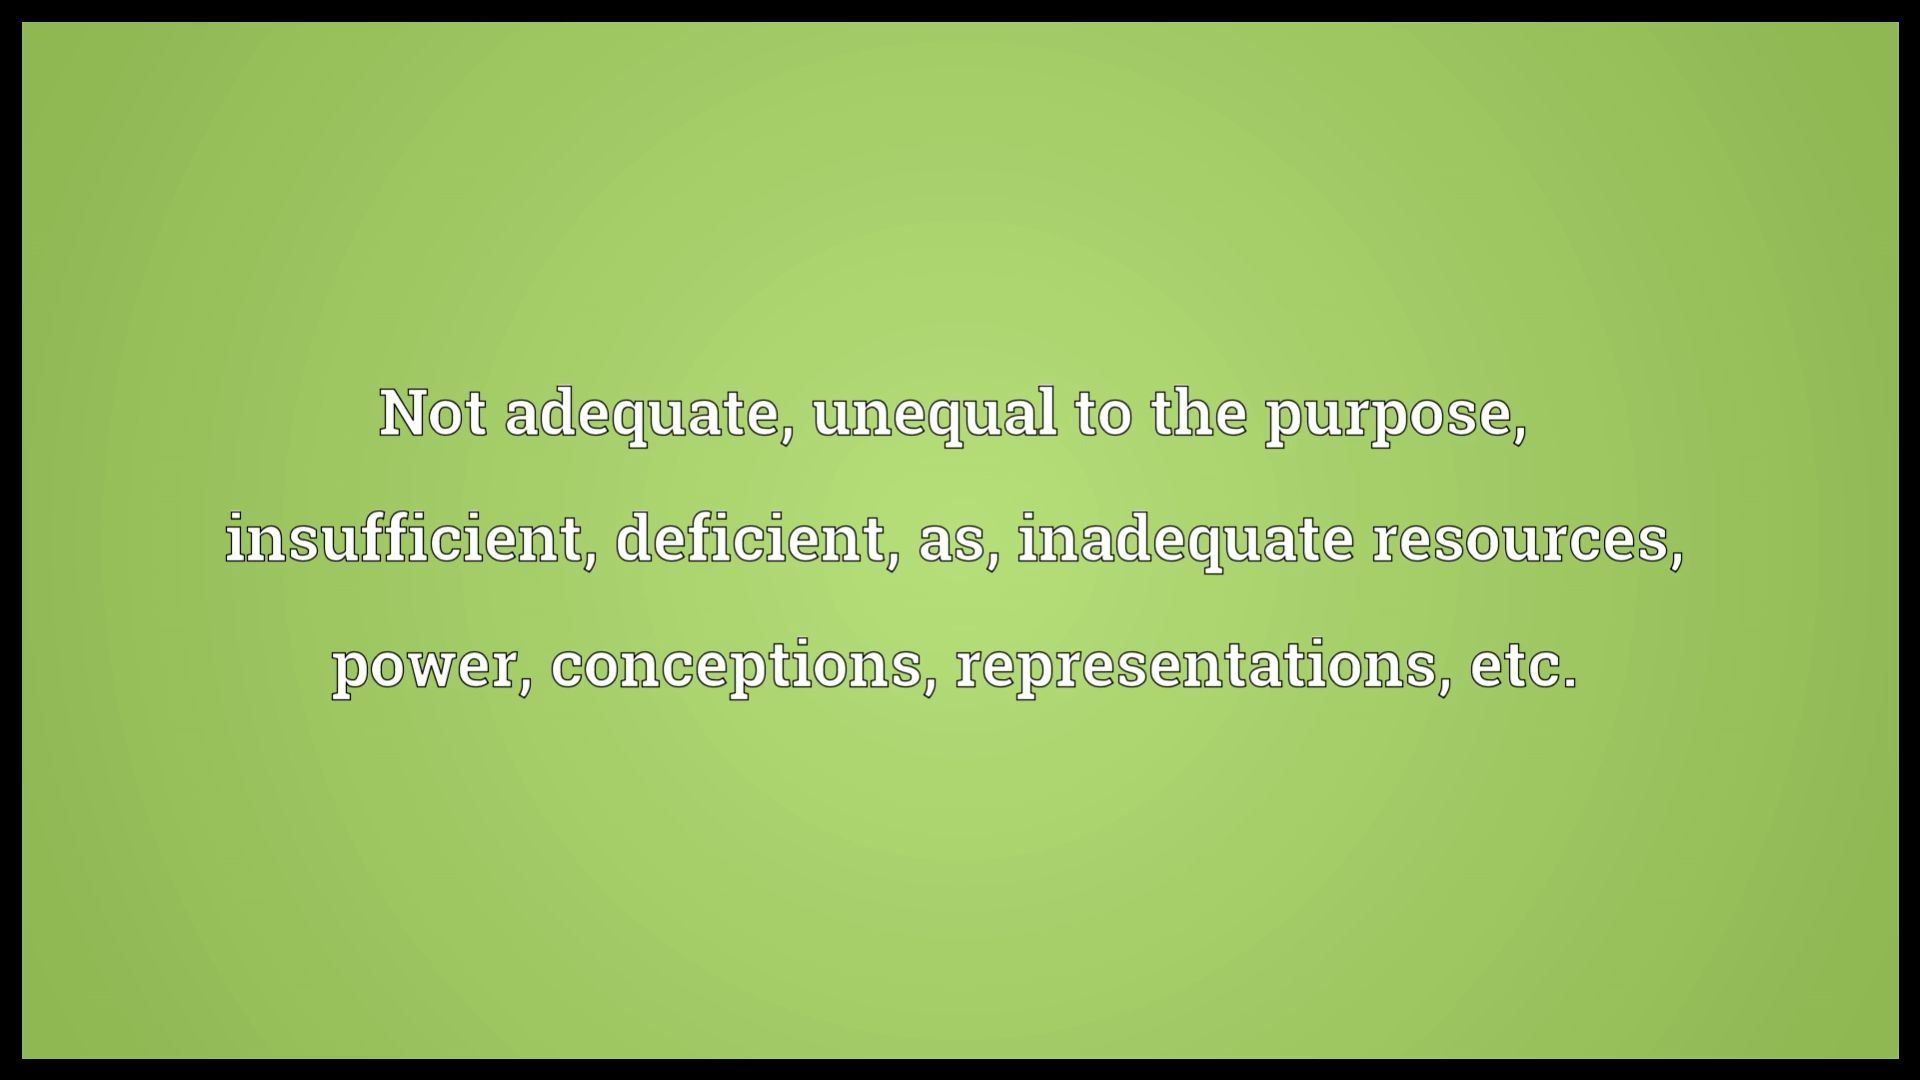 Not adequate, unequal to the purpose,
insufficient, deficient, as, inadequate resources,
power, conceptions, representations, etc.